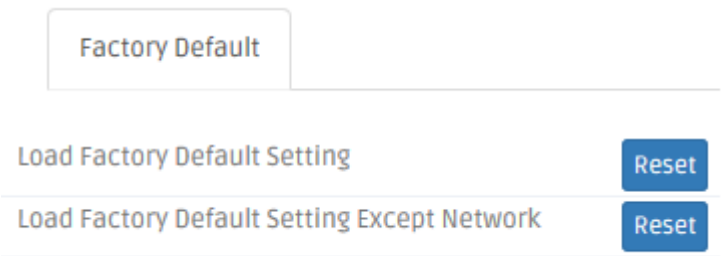 Factory Default
Load Factory Default Setting
Reset
Load Factory Default Setting Except Network
Reset